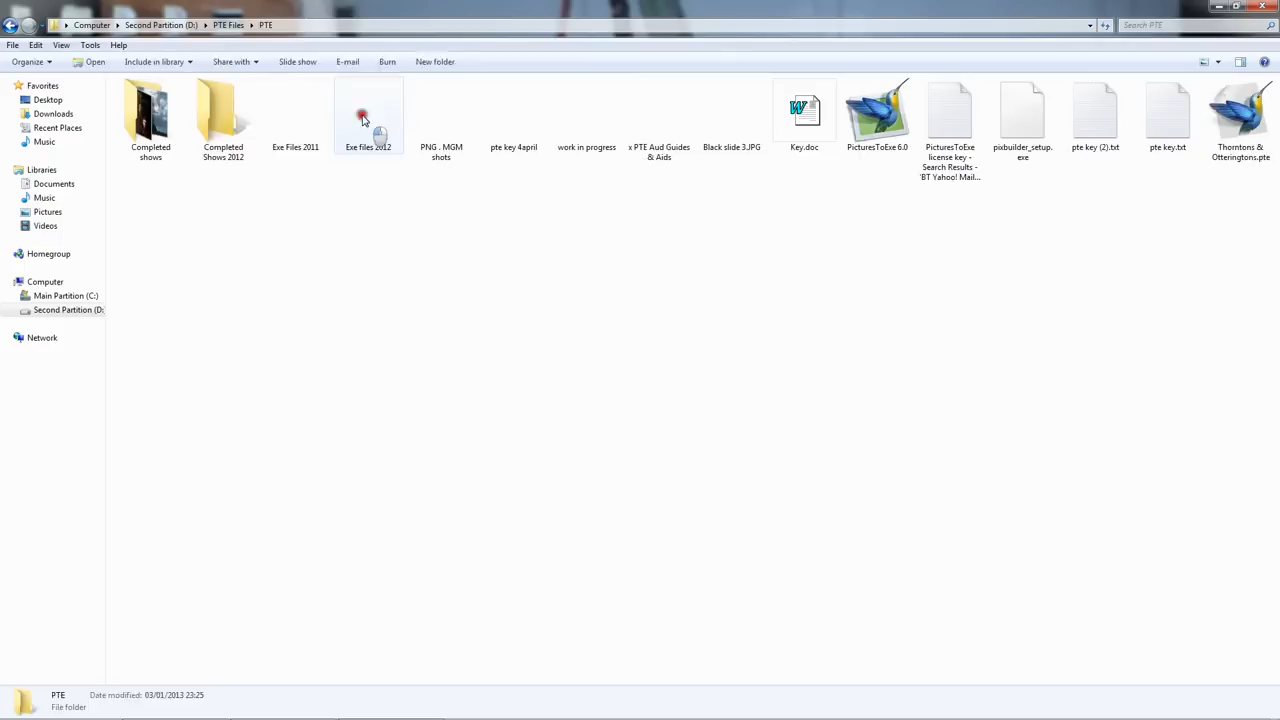 Computer
Second Partition (D:)
PTE Files
PTE
Search PTE
File
Edit
View
Tools
Help
Organize
Open
Include in library
Share with
Slide show
E-mail
Burn
New folder
Favorites
Desktop
Downloads
Recent Places
Music
Libraries
Documents
Music
Pictures
Videos
Homegroup
Computer
Main Partition (C:)
Second Partition (D:
Network
Completed
shows
Completed
Shows 2012
Exe Files 2011
Exe files 2012
PNG . MGM
shots
pte key 4april
work in progress
x PTE Aud Guides
& Aids
Black slide 3.JPG
W
Key.doc
PicturesToExe 6.0
PicturesToExe
license key -
Search Results -
'BT Yahoo! Mail...
pixbuilder_setup.
exe
pte key (2).txt
pte key.txt
Thorntons &
Otteringtons.pte
PTE
Date modified: 03/01/2013 23:25
File folder